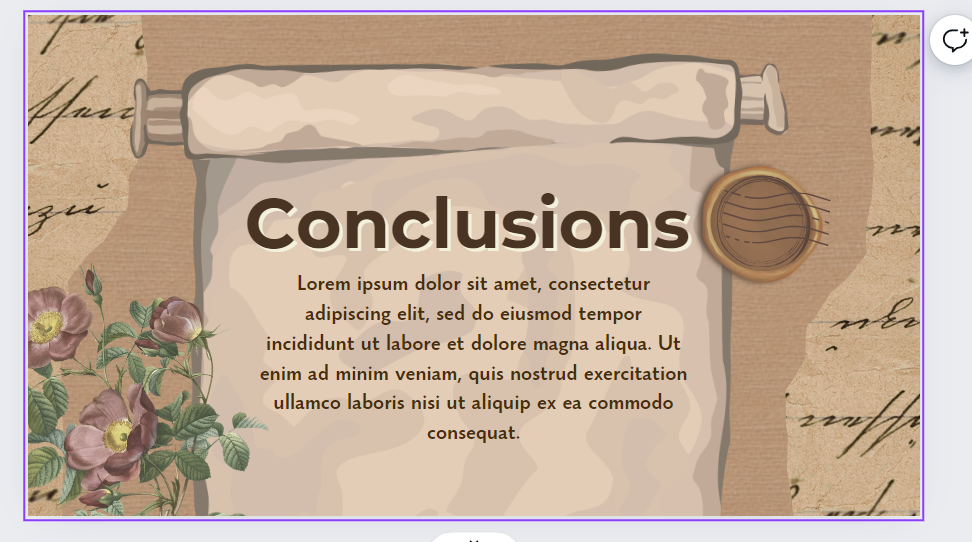 Conclusions
Lorem ipsum dolor sit amet, consectetur
adipiscing elit, sed do eiusmod tempor
incididunt ut labore et dolore magna aliqua. Ut
enim ad minim veniam, quis nostrud exercitation
ullamco laboris nisi ut aliquip ex ea commodo
consequat.